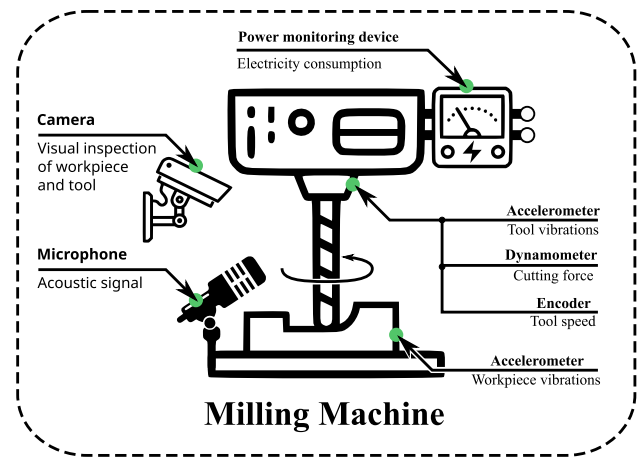 Power monitoring device
Electricity consumption
Camera
Visual inspection
of workpiece
and tool
Accelerometer
Tool vibrations
Dynamometer
Cutting force
Encoder
Tool speed
Microphone
Acoustic signal
Accelerometer
Workpiece vibrations
Milling Machine